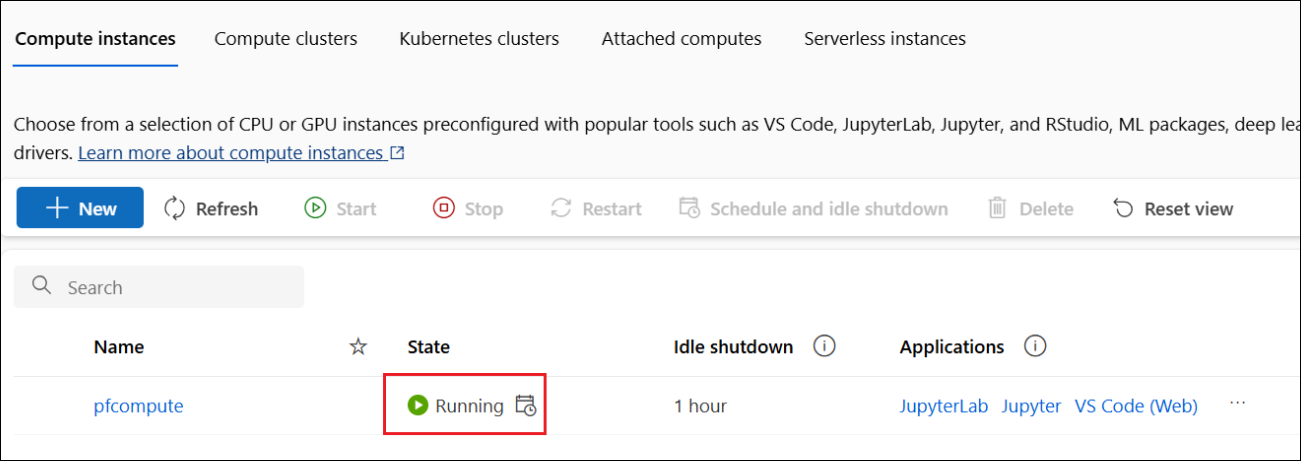 Compute instances Compute clusters Kubernetes clusters Attached computes Serverless instances
Choose from a selection of CPU or GPU instances preconfigured with popular tools such as VS Code, JupyterLab, Jupyter, and RStudio, ML packages, deep lea
drivers. Learn more about compute instances
New Refresh Start Stop Restart Schedule and idle shutdown Delete Reset view
Search
Name State Idle shutdown Applications
pfcompute Running 1 hour JupyterLab Jupyter VS Code (Web) ...